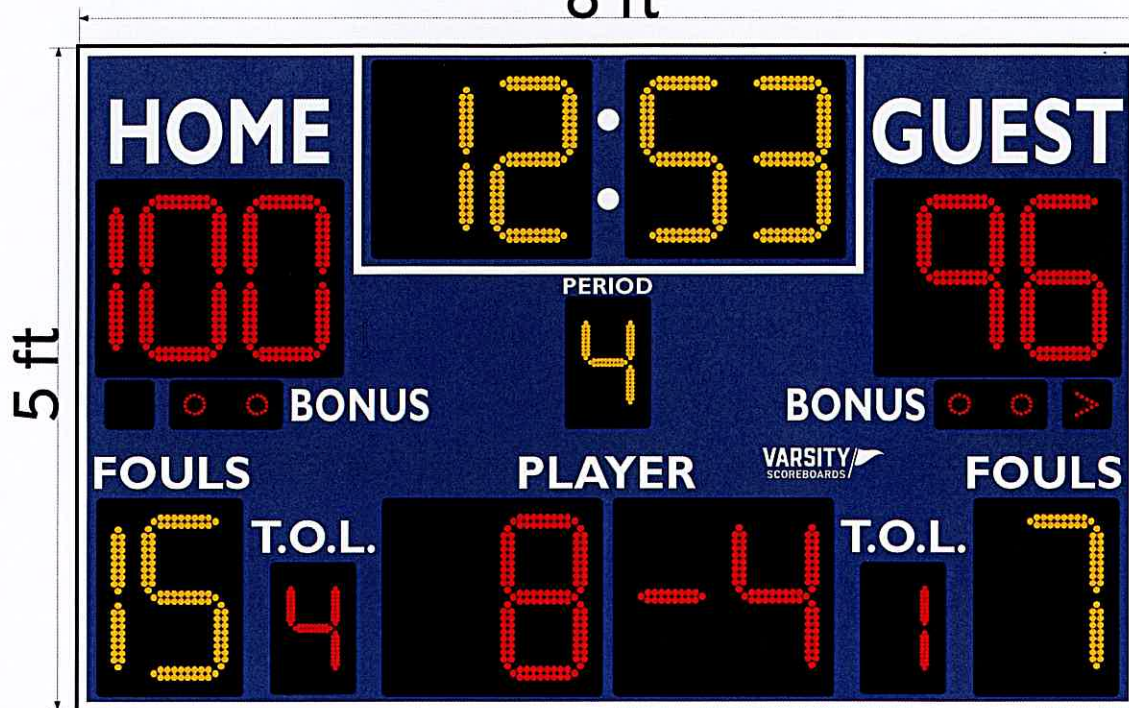 8 ft
HOME
12:53
GUEST
100
96
PERIOD
4
5 ft
BONUS
BONUS
>
FOULS
PLAYER
VARSITY
SCOREBOARDS
FOULS
15
T.O.L.
4
8
-4
T.O.L.
1
7